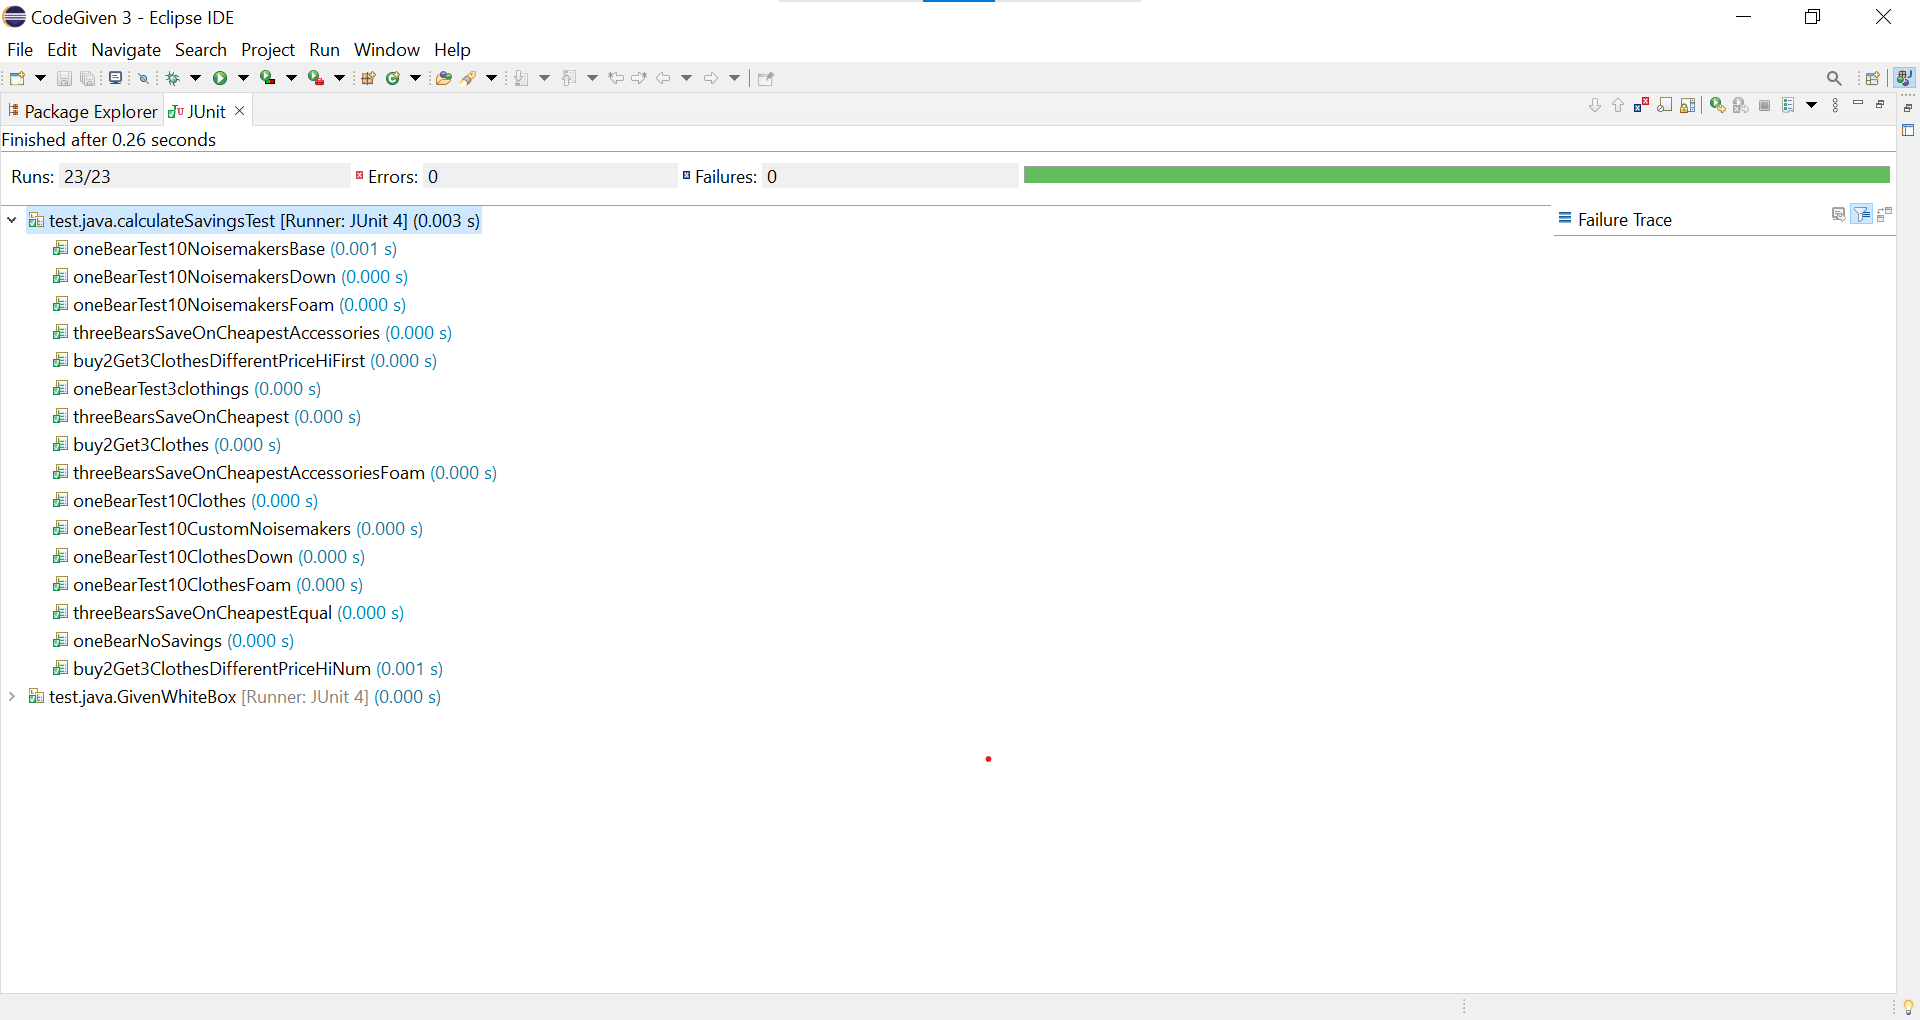 CodeGiven 3 - Eclipse IDE
File Edit Navigate Search Project Run Window Help
Package Explorer JUnit
Finished after 0.26 seconds
Runs: 23/23 Errors: 0 Failures: 0
test.java.calculateSavingsTest [Runner: JUnit 4] (0.003 s)
Failure Trace
oneBearTest10NoisemakersBase (0.001 s)
oneBearTest10NoisemakersDown (0.000 s)
oneBearTest10NoisemakersFoam (0.000 s)
threeBearsSaveOnCheapestAccessories (0.000 s)
buy2Get3ClothesDifferentPriceHiFirst (0.000 s)
oneBearTest3clothings (0.000 s)
threeBearsSaveOnCheapest (0.000 s)
buy2Get3Clothes (0.000 s)
threeBearsSaveOnCheapestAccessoriesFoam (0.000 s)
oneBearTest10Clothes (0.000 s)
oneBearTest10CustomNoisemakers (0.000 s)
oneBearTest10ClothesDown (0.000 s)
oneBearTest10ClothesFoam (0.000 s)
threeBearsSaveOnCheapestEqual (0.000 s)
oneBearNoSavings (0.000 s)
buy2Get3ClothesDifferentPriceHiNum (0.001 s)
test.java.GivenWhiteBox [Runner: JUnit 4] (0.000 s)